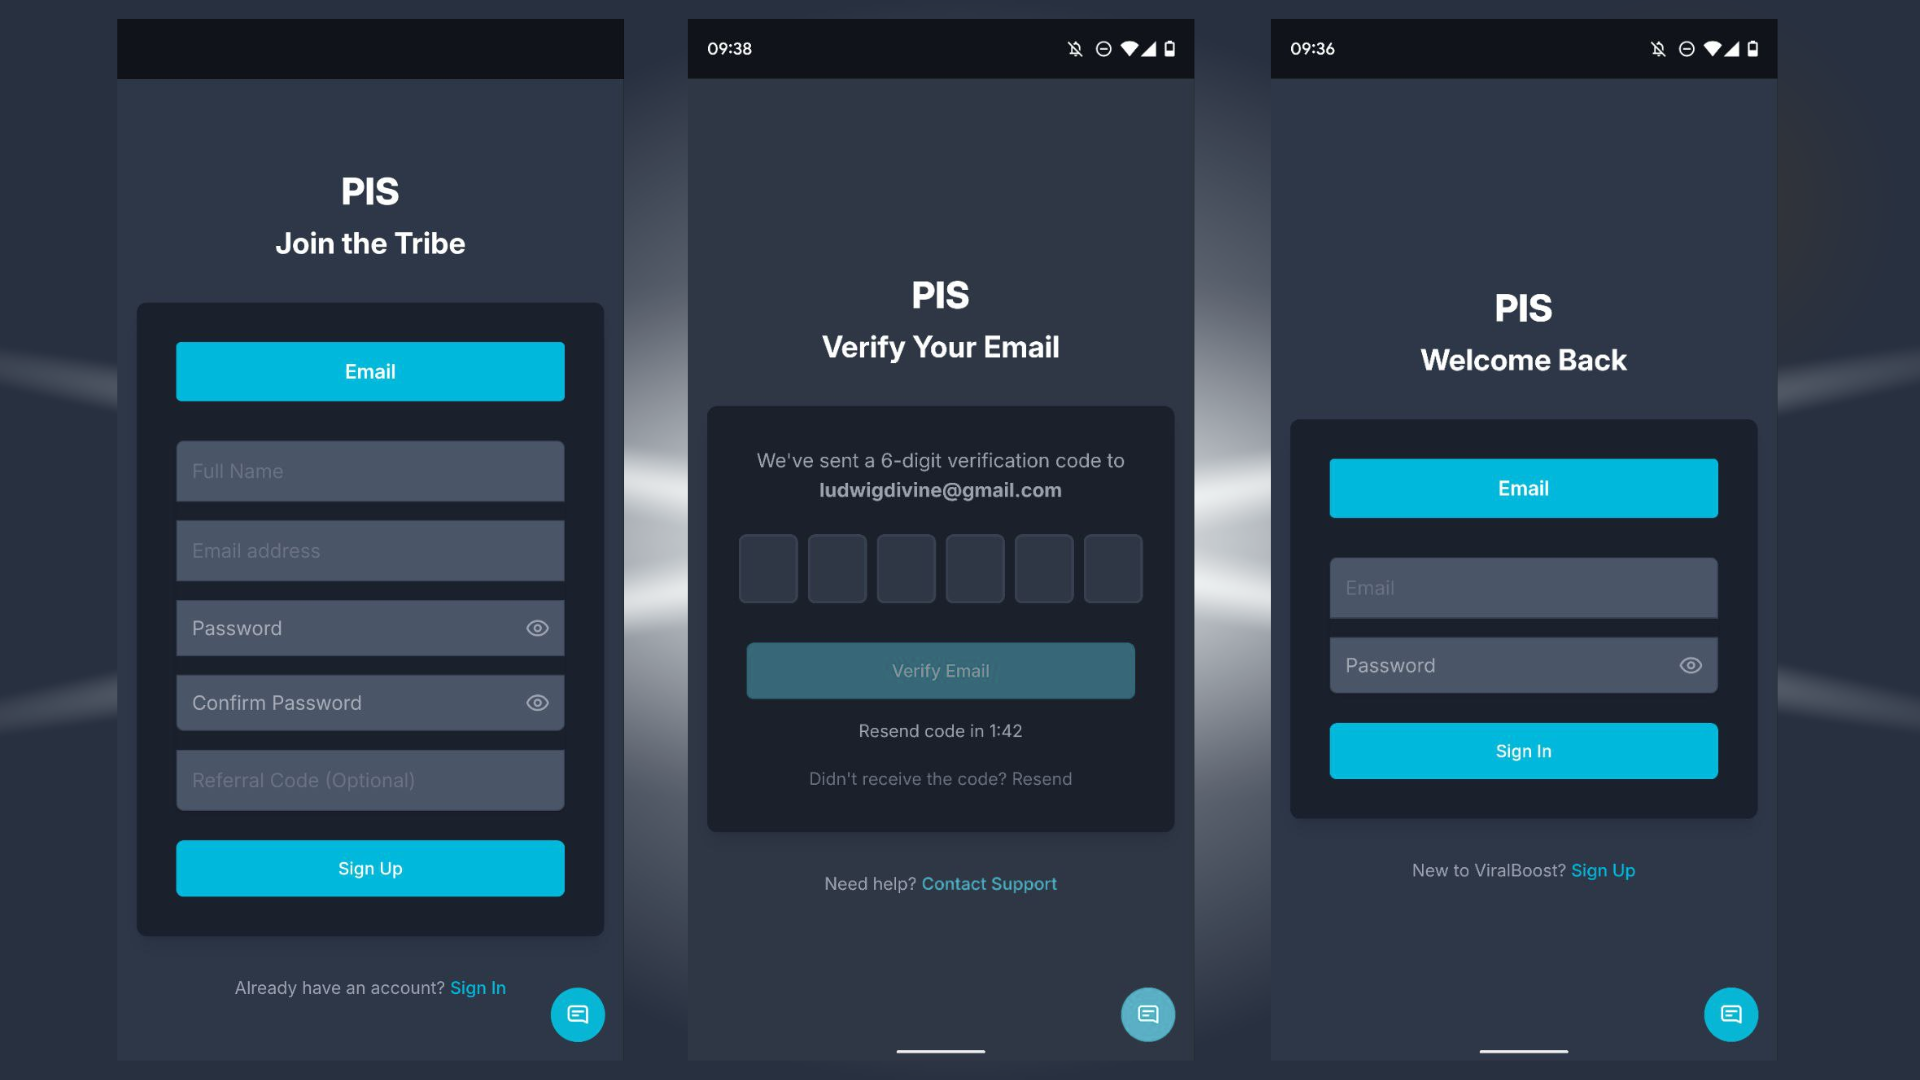 PIS
Join the Tribe
Email
Full Name
Email address
Password
Confirm Password
Referral Code (Optional)
Sign Up
Already have an account? Sign In
09:38
PIS
Verify Your Email
We've sent a 6-digit verification code to
ludwigdivine@gmail.com
Verify Email
Resend code in 1:42
Didn't receive the code? Resend
Need help? Contact Support
09:36
PIS
Welcome Back
Email
Email
Password
Sign In
New to ViralBoost? Sign Up